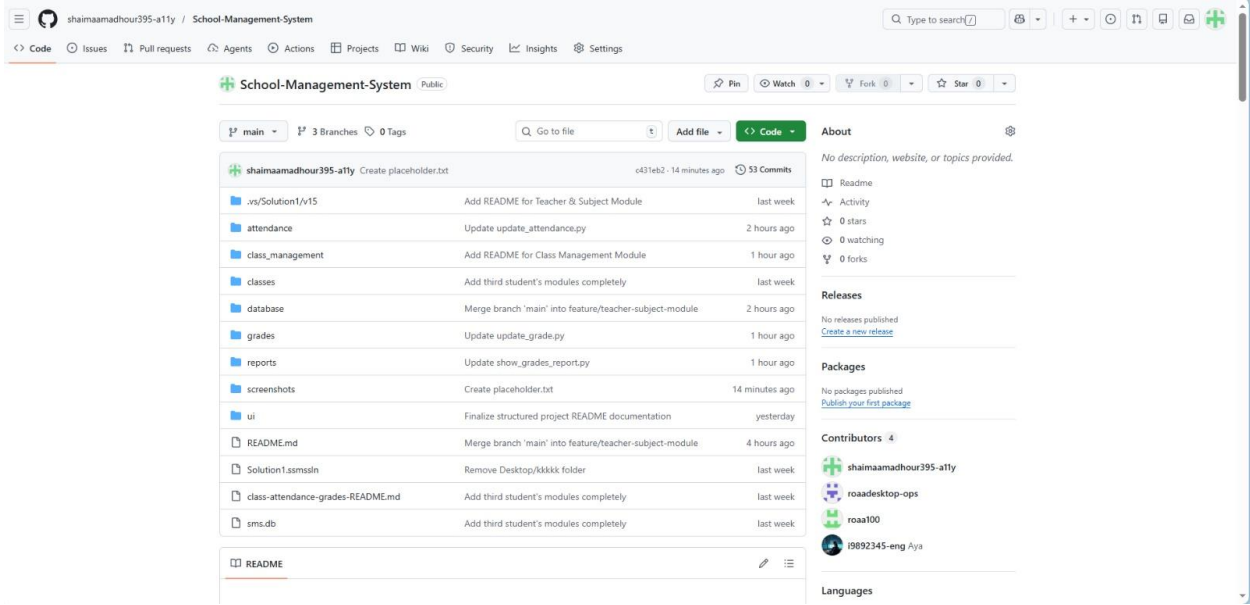 shaimaamadhour395-a11y / School-Management-System
Type to search /
Code Issues Pull requests Agents Actions Projects Wiki Security Insights Settings
School-Management-System Public
Pin Watch 0 Fork 0 Star 0
main 3 Branches 0 Tags Go to file t Add file Code
shaimaamadhour395-a11y Create placeholder.txt c431eb2 · 14 minutes ago 53 Commits
.vs/Solution1/v15 Add README for Teacher & Subject Module last week
attendance Update update_attendance.py 2 hours ago
class_management Add README for Class Management Module 1 hour ago
classes Add third student's modules completely last week
database Merge branch 'main' into feature/teacher-subject-module 2 hours ago
grades Update update_grade.py 1 hour ago
reports Update show_grades_report.py 1 hour ago
screenshots Create placeholder.txt 14 minutes ago
ui Finalize structured project README documentation yesterday
README.md Merge branch 'main' into feature/teacher-subject-module 4 hours ago
Solution1.ssmssln Remove Desktop/kkkkk folder last week
class-attendance-grades-README.md Add third student's modules completely last week
sms.db Add third student's modules completely last week
README
About
No description, website, or topics provided.
Readme
Activity
0 stars
0 watching
0 forks
Releases
No releases published
Create a new release
Packages
No packages published
Publish your first package
Contributors 4
shaimaamadhour395-a11y
roaadesktop-ops
roaa100
i9892345-eng Aya
Languages